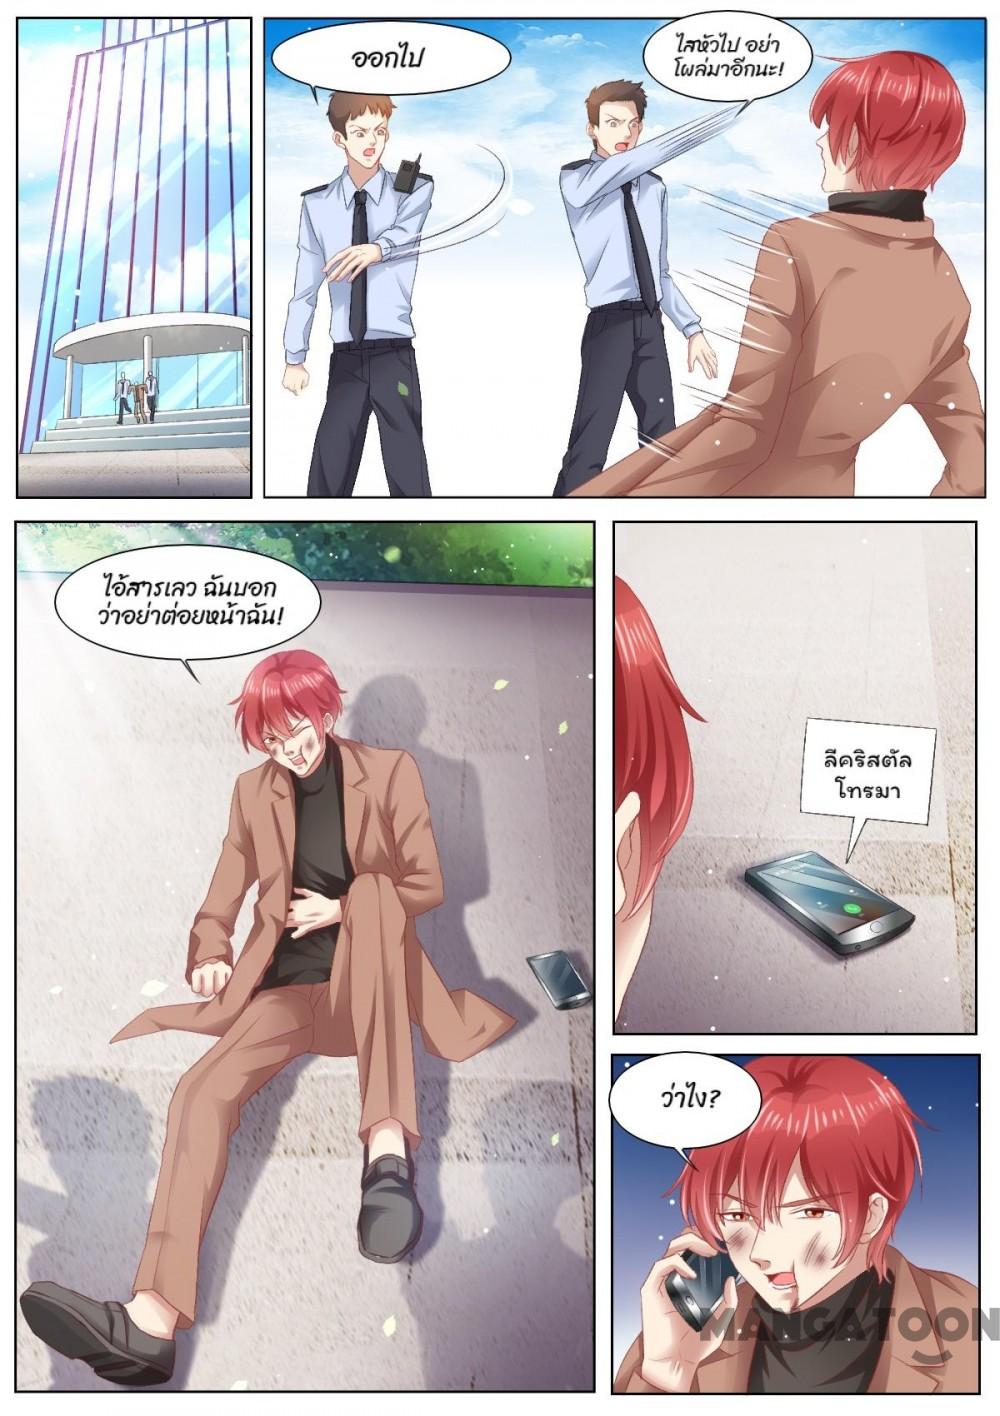 ออกไป
ไสหัวไป อย่า
โผล่มาอีกนะ!
ไอ้สารเลว ฉันบอก
ว่าอย่าต่อยหน้าฉัน!
ลีคริสตัล
โทรมา
ว่าไง?
MANGATOON